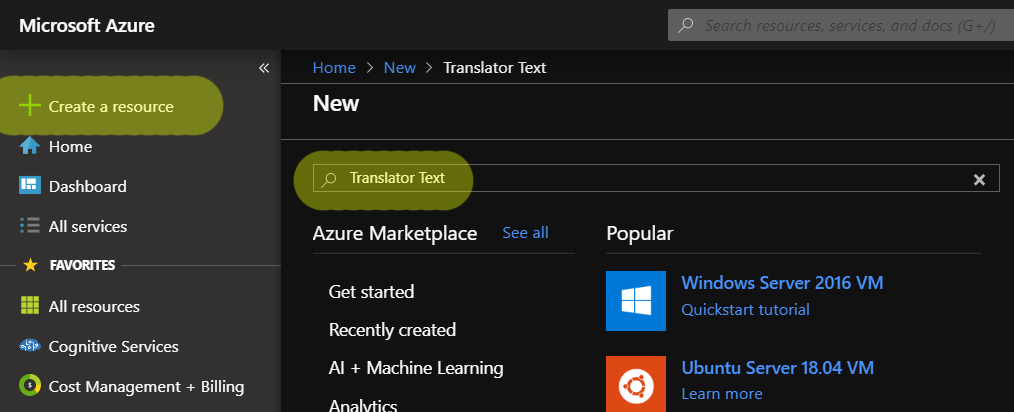 Microsoft Azure
Search resources, services, and docs (G+/)
«
Create a resource
Home
Dashboard
All services
FAVORITES
All resources
Cognitive Services
Cost Management + Billing
Home > New > Translator Text
New
Translator Text
Azure Marketplace See all
Get started
Recently created
AI + Machine Learning
Analytics
Popular
Windows Server 2016 VM
Quickstart tutorial
Ubuntu Server 18.04 VM
Learn more